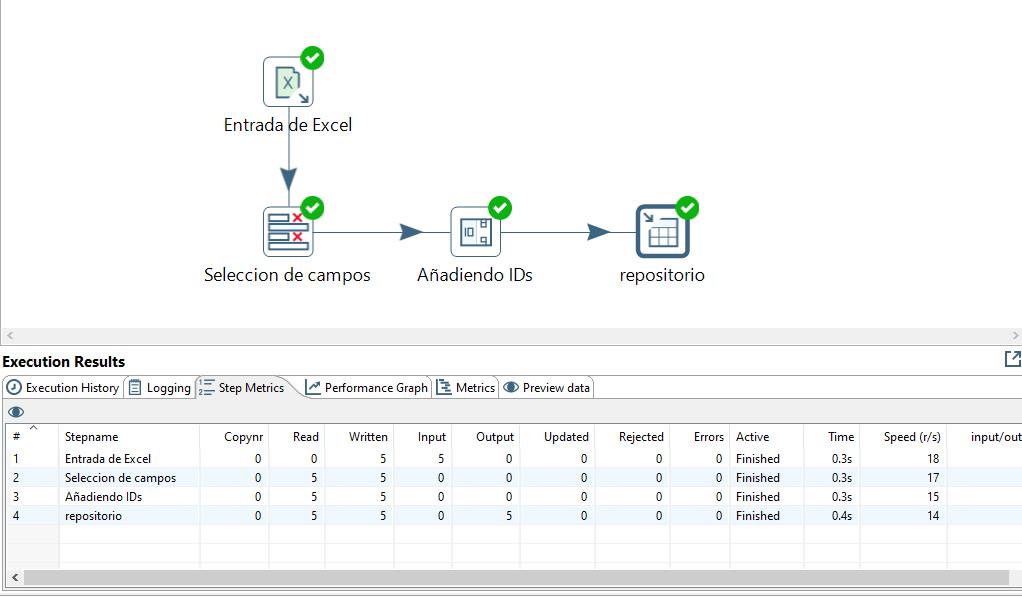 Entrada de Excel
Seleccion de campos Añadiendo IDs repositorio
Execution Results
Execution History Logging Step Metrics Performance Graph Metrics Preview data
# Stepname Copynr Read Written Input Output Updated Rejected Errors Active Time Speed (r/s) input/out
1 Entrada de Excel 0 0 5 5 0 0 0 0 Finished 0.3s 18
2 Seleccion de campos 0 5 5 0 0 0 0 0 Finished 0.3s 17
3 Añadiendo IDs 0 5 5 0 0 0 0 0 Finished 0.3s 15
4 repositorio 0 5 5 0 5 0 0 0 Finished 0.4s 14